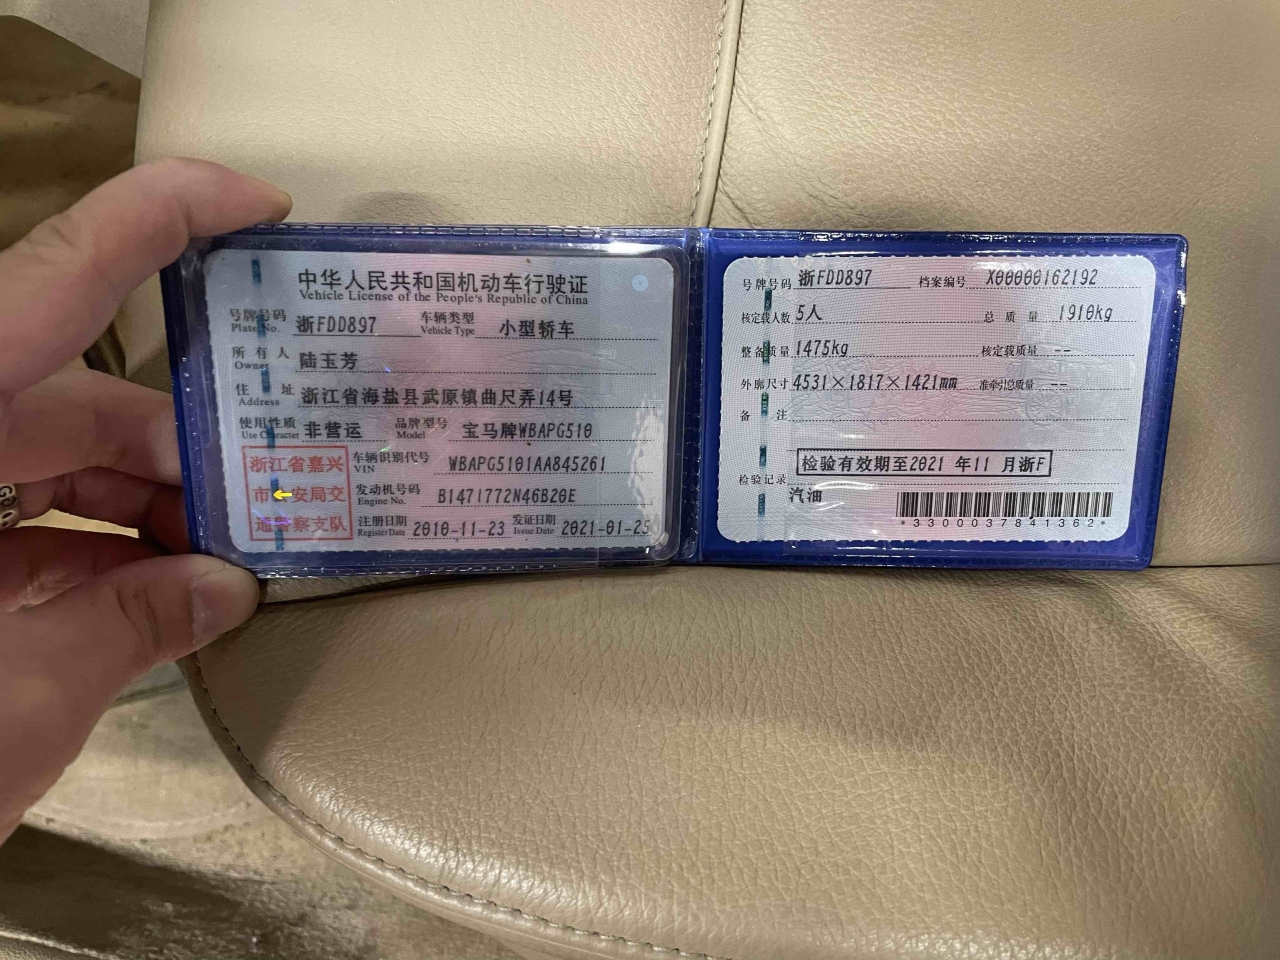 中华人民共和国机动车行驶证
Vehicle License of the People's Republic of China
号牌号码 浙FDD897 车辆类型 小型轿车
Plate No. Vehicle Type
所有人 陆玉芳
Owner
住址 浙江省海盐县武原镇曲尺弄14号
Address
使用性质 非营运 品牌型号 宝马牌WBAPG510
Use Character Model
浙江省嘉兴
市 安局交
通警察支队
车辆识别代号 WBAPG5101AA845261
VIN
发动机号码 B1471772N46B20E
Engine No.
注册日期 2010-11-23 发证日期 2021-01-25
Register Date Issue Date
号牌号码 浙FDD897 档案编号 X00000162192
核定载人数 5人 总质量 1910kg
整备质量 1475kg 核定载质量 --
外廓尺寸 4531×1817×1421mm 准牵引总质量 --
备注
检验有效期至2021 年11 月浙F
检验记录
汽油
*3300037841362*